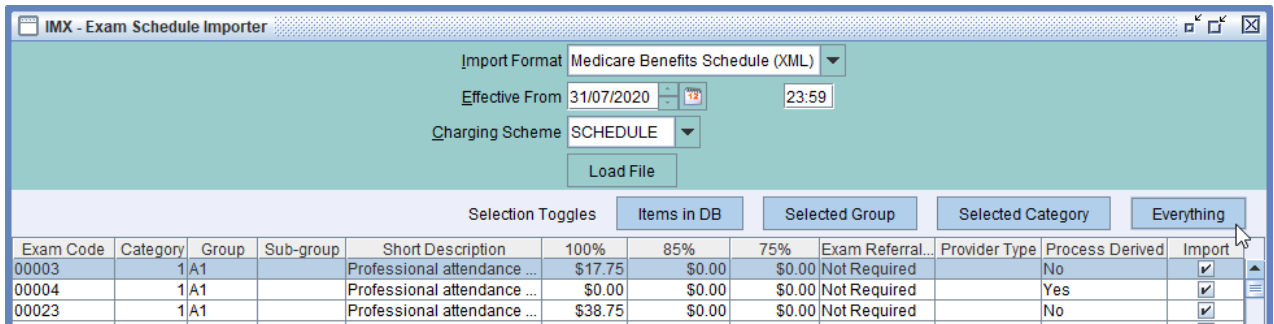 IMX - Exam Schedule Importer
Import Format Medicare Benefits Schedule (XML)
Effective From 31/07/2020 12 23:59
Charging Scheme SCHEDULE
Load File
Selection Toggles Items in DB Selected Group Selected Category Everything
Exam Code Category Group Sub-group Short Description 100% 85% 75% Exam Referral... Provider Type Process Derived Import
00003 1 A1 Professional attendance ... $17.75 $0.00 $0.00 Not Required No
00004 1 A1 Professional attendance ... $0.00 $0.00 $0.00 Not Required Yes
00023 1 A1 Professional attendance ... $38.75 $0.00 $0.00 Not Required No